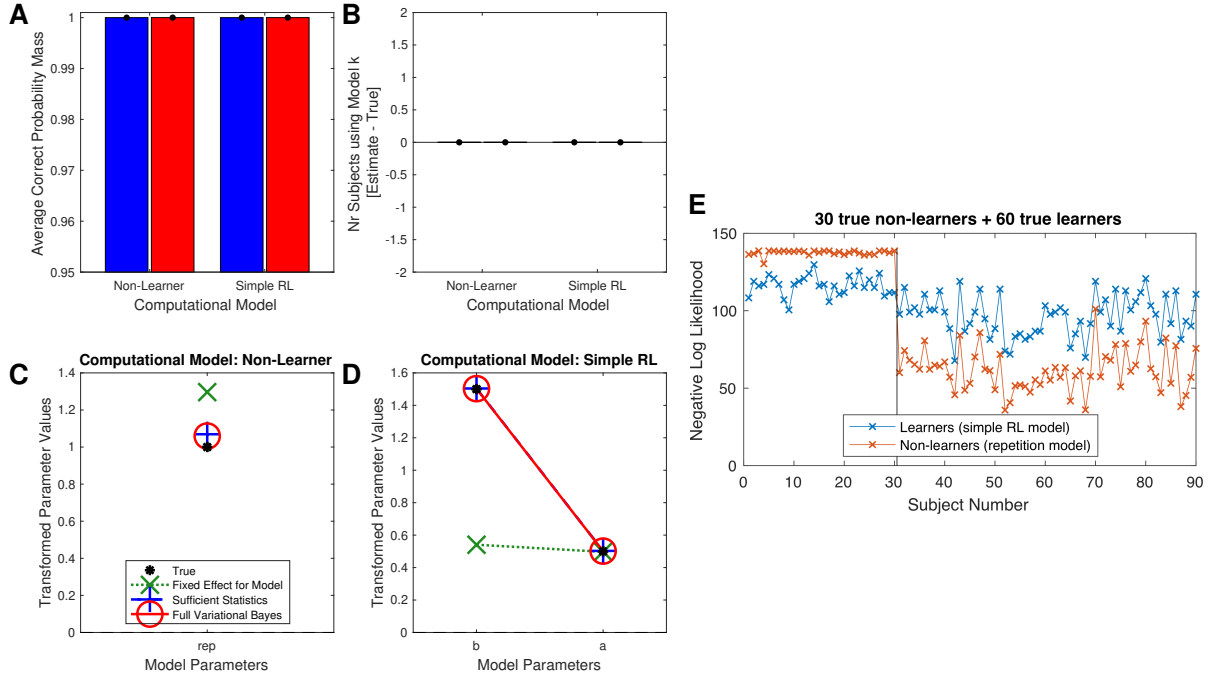 A
1
0.99
0.98
0.97
0.96
0.95
Average Correct Probability Mass
Non-Learner
Simple RL
Computational Model
B
2
1.5
1
0.5
0
-0.5
-1
-1.5
-2
Nr Subjects using Model k
[Estimate - True]
Non-Learner
Simple RL
Computational Model
C
Computational Model: Non-Learner
1.4
1.2
1
0.8
0.6
0.4
0.2
0
Transformed Parameter Values
True
Fixed Effect for Model
Sufficient Statistics
Full Variational Bayes
rep
Model Parameters
D
Computational Model: Simple RL
1.6
1.4
1.2
1
0.8
0.6
0.4
0.2
0
Transformed Parameter Values
b
a
Model Parameters
E
30 true non-learners + 60 true learners
150
100
50
0
Negative Log Likelihood
Learners (simple RL model)
Non-learners (repetition model)
0 10 20 30 40 50 60 70 80 90
Subject Number